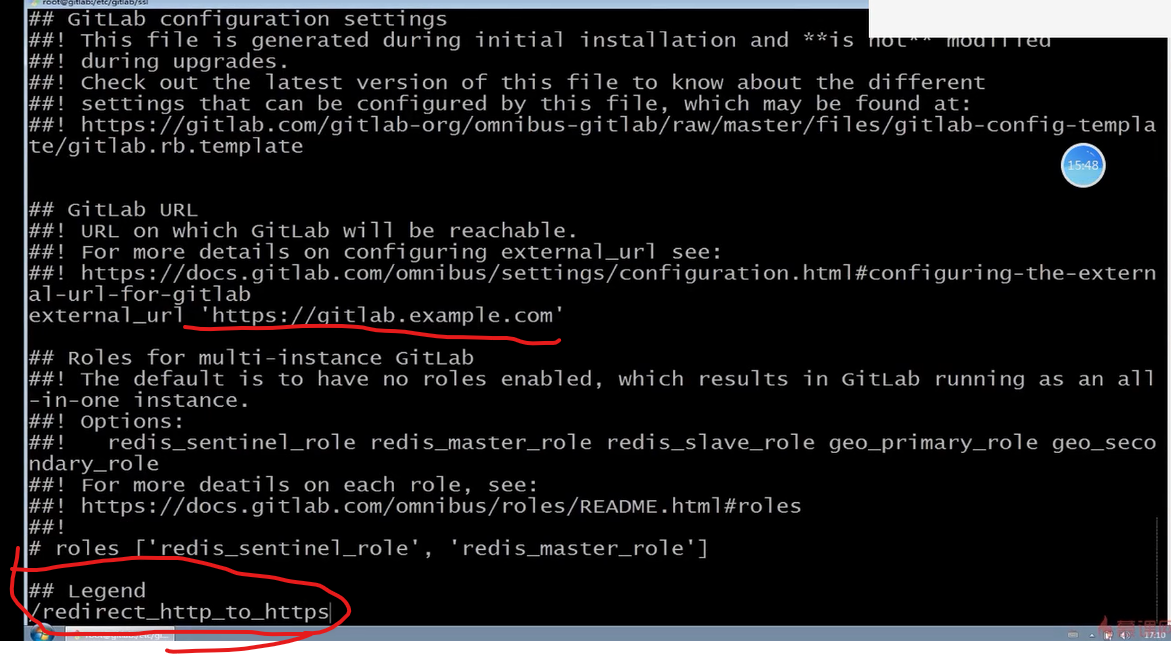 root@gitlab:/etc/gitlab/ssl
## GitLab configuration settings
##! This file is generated during initial installation and **is not** modified
##! during upgrades.
##! Check out the latest version of this file to know about the different
##! settings that can be configured by this file, which may be found at:
##! https://gitlab.com/gitlab-org/omnibus-gitlab/raw/master/files/gitlab-config-templa
te/gitlab.rb.template
15:48
## GitLab URL
##! URL on which GitLab will be reachable.
##! For more details on configuring external_url see:
##! https://docs.gitlab.com/omnibus/settings/configuration.html#configuring-the-extern
al-url-for-gitlab
external_url 'https://gitlab.example.com'
## Roles for multi-instance GitLab
##! The default is to have no roles enabled, which results in GitLab running as an all
-in-one instance.
##! Options:
##!   redis_sentinel_role redis_master_role redis_slave_role geo_primary_role geo_seco
ndary_role
##! For more deatils on each role, see:
##! https://docs.gitlab.com/omnibus/roles/README.html#roles
##!
# roles ['redis_sentinel_role', 'redis_master_role']
## Legend
/redirect_http_to_https
17:10